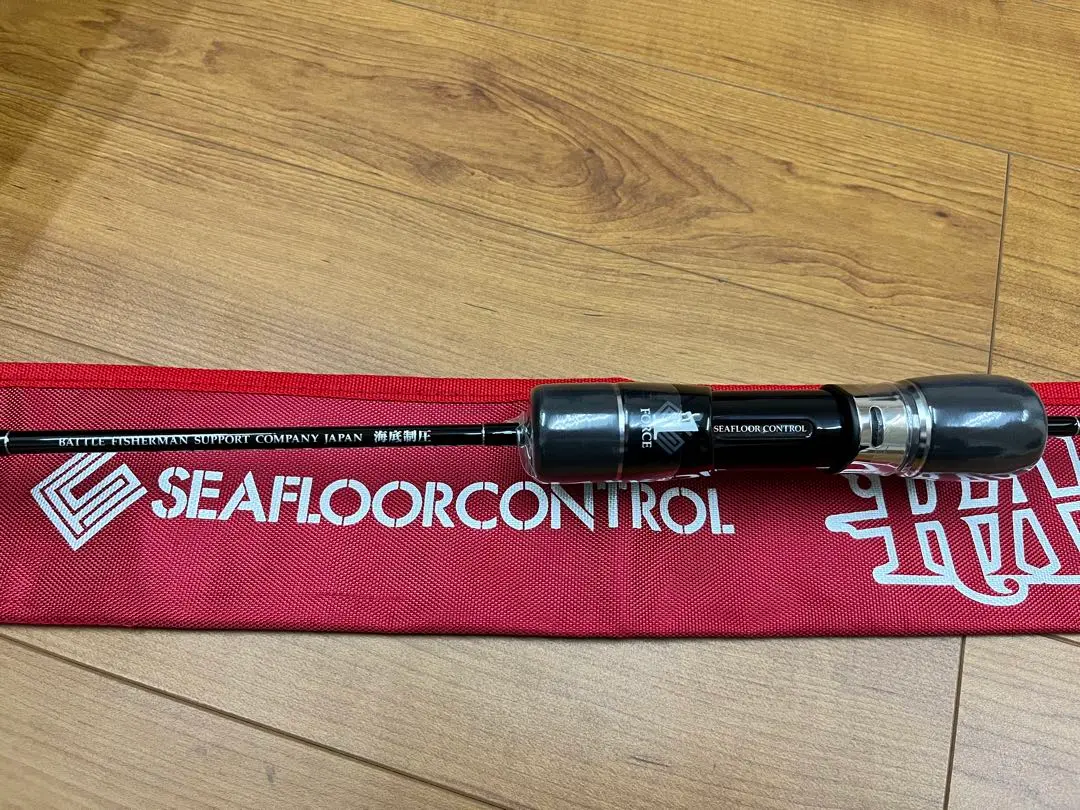 BATTLE FISHERMAN SUPPORT COMPANY JAPAN 海底制圧
FORCE
SEAFLOOR CONTROL
SEAFLOORCONTROL